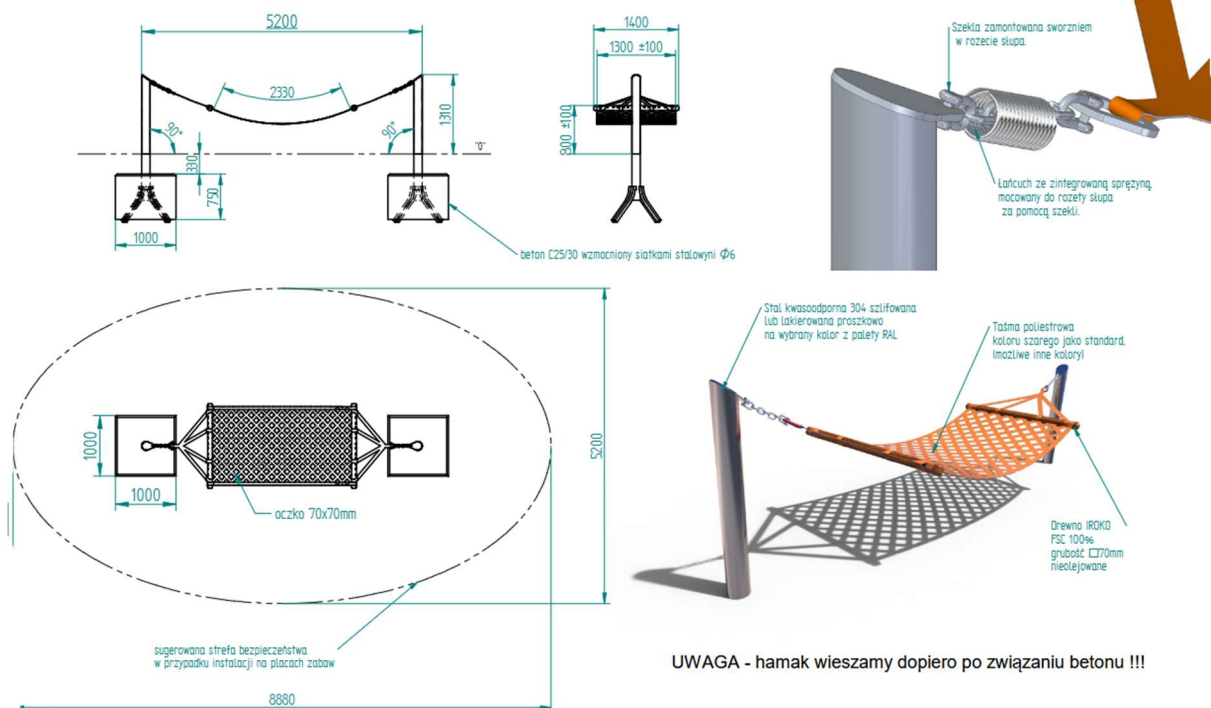 5200
2330
90°
90°
1310
"0"
330
750
1000
beton C25/30 wzmocniony siatkami stalowyni Ф6
1400
1300 ±100
800 ±100
Szekla zamontowana sworzniem
w rozecie słupa.
Łańcuch ze zintegrowaną sprężyną,
mocowany do rozety słupa
za pomocą szekli.
1000
1000
oczko 70x70mm
5200
sugerowana strefa bezpieczeństwa
w przypadku instalacji na placach zabaw
8880
Stal kwasoodporna 304 szlifowana
lub lakierowana proszkowo
na wybrany kolor z palety RAL
Taśma poliestrowa
koloru szarego jako standard,
(możliwe inne kolory)
Drewno IROKO
FSC 100%
grubość □70mm
nieolejowane
UWAGA - hamak wieszamy dopiero po związaniu betonu !!!